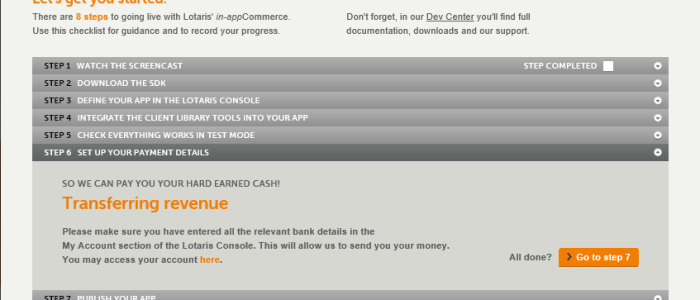 Let's get you started.
There are 8 steps to going live with Lotaris' in-appCommerce.
Use this checklist for guidance and to record your progress.
Don't forget, in our Dev Center you'll find full
documentation, downloads and our support.
STEP 1 WATCH THE SCREENCAST STEP COMPLETED
STEP 2 DOWNLOAD THE SDK
STEP 3 DEFINE YOUR APP IN THE LOTARIS CONSOLE
STEP 4 INTEGRATE THE CLIENT LIBRARY TOOLS INTO YOUR APP
STEP 5 CHECK EVERYTHING WORKS IN TEST MODE
STEP 6 SET UP YOUR PAYMENT DETAILS
SO WE CAN PAY YOU YOUR HARD EARNED CASH!
Transferring revenue
Please make sure you have entered all the relevant bank details in the
My Account section of the Lotaris Console. This will allow us to send you your money.
You may access your account here.
All done? Go to step 7
STEP 7 PUBLISH YOUR APP